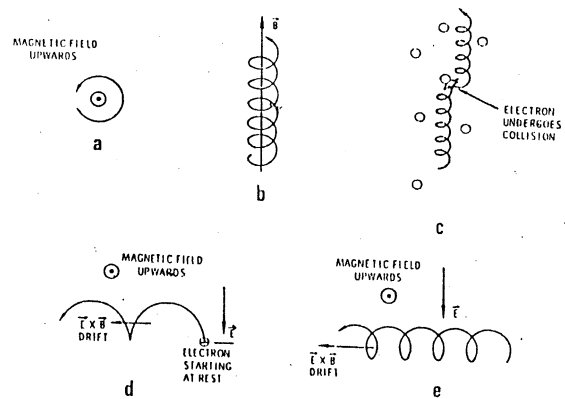 MAGNETIC FIELD
UPWARDS
a
B
b
ELECTRON
UNDERGOES
COLLISION
c
MAGNETIC FIELD
UPWARDS
E X B
DRIFT
E
ELECTRON
STARTING
AT REST
d
MAGNETIC FIELD
UPWARDS
E
E X B
DRIFT
e